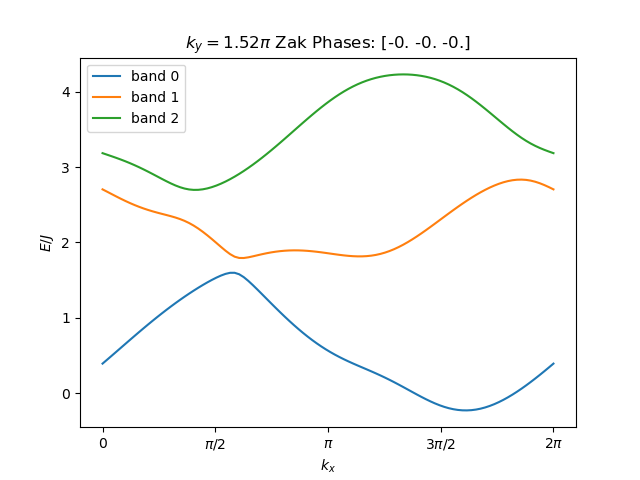 $k_y = 1.52\pi$ Zak Phases: [-0. -0. -0.]
band 0
band 1
band 2
4
3
2
1
0
E/J
0 π/2 π 3π/2 2π
$k_x$